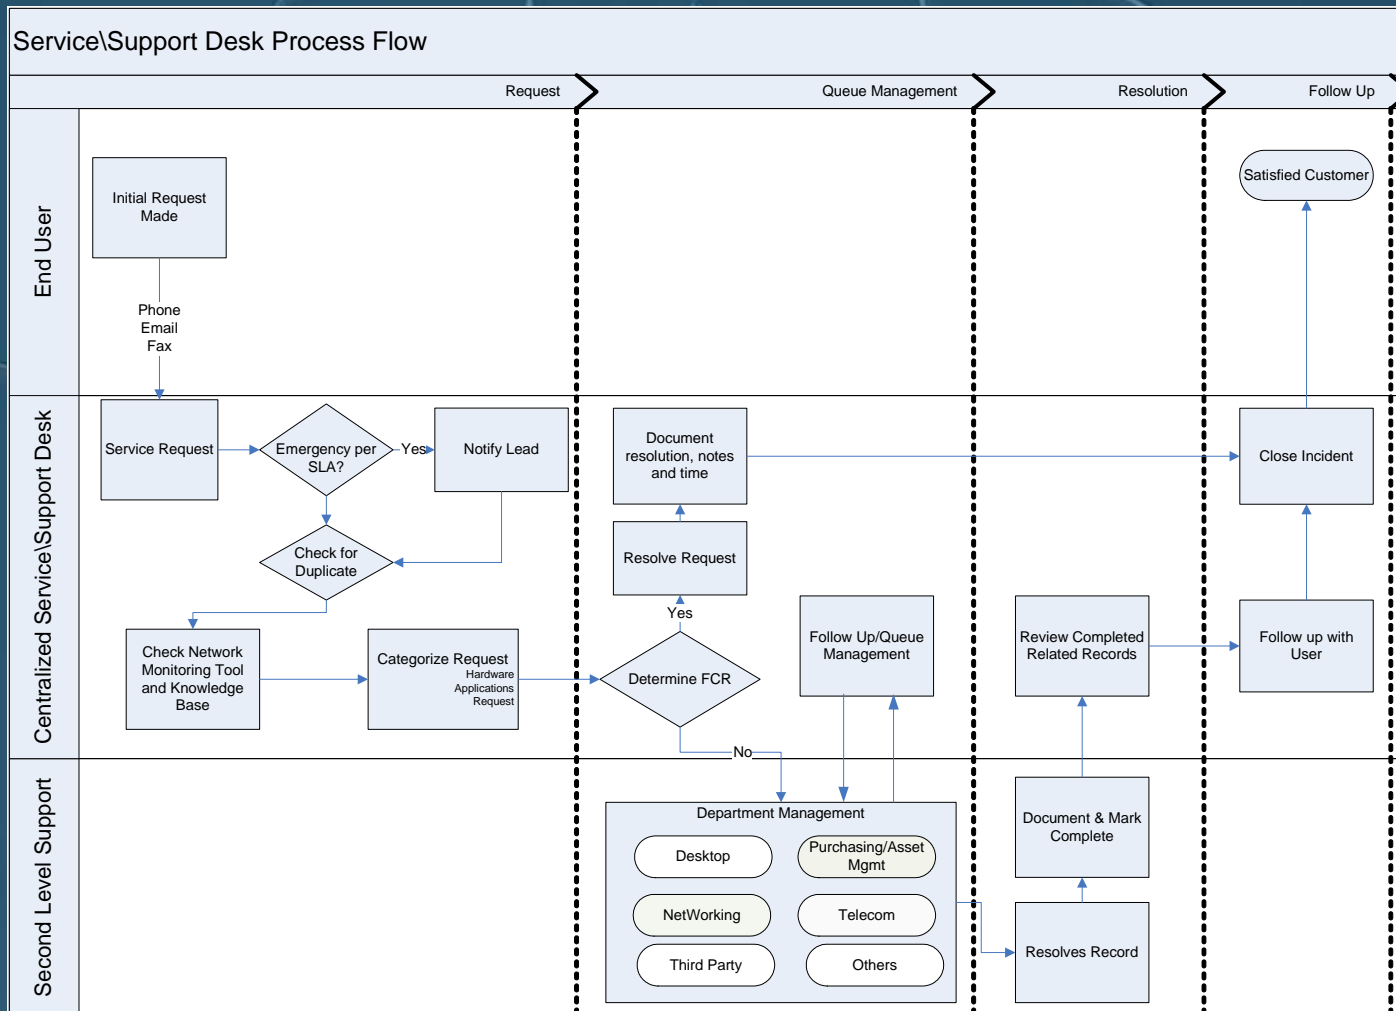 Service\Support Desk Process Flow
Request
Queue Management
Resolution
Follow Up
End User
Initial Request
Made
Phone
Email
Fax
Satisfied Customer
Centralized Service\Support Desk
Service Request
Emergency per
SLA?
Yes
Notify Lead
Check for
Duplicate
Check Network
Monitoring Tool
and Knowledge
Base
Categorize Request
Hardware
Applications
Request
Document
resolution, notes
and time
Resolve Request
Yes
Determine FCR
No
Follow Up/Queue
Management
Review Completed
Related Records
Close Incident
Follow up with
User
Second Level Support
Department Management
Desktop
Purchasing/Asset
Mgmt
NetWorking
Telecom
Third Party
Others
Document & Mark
Complete
Resolves Record